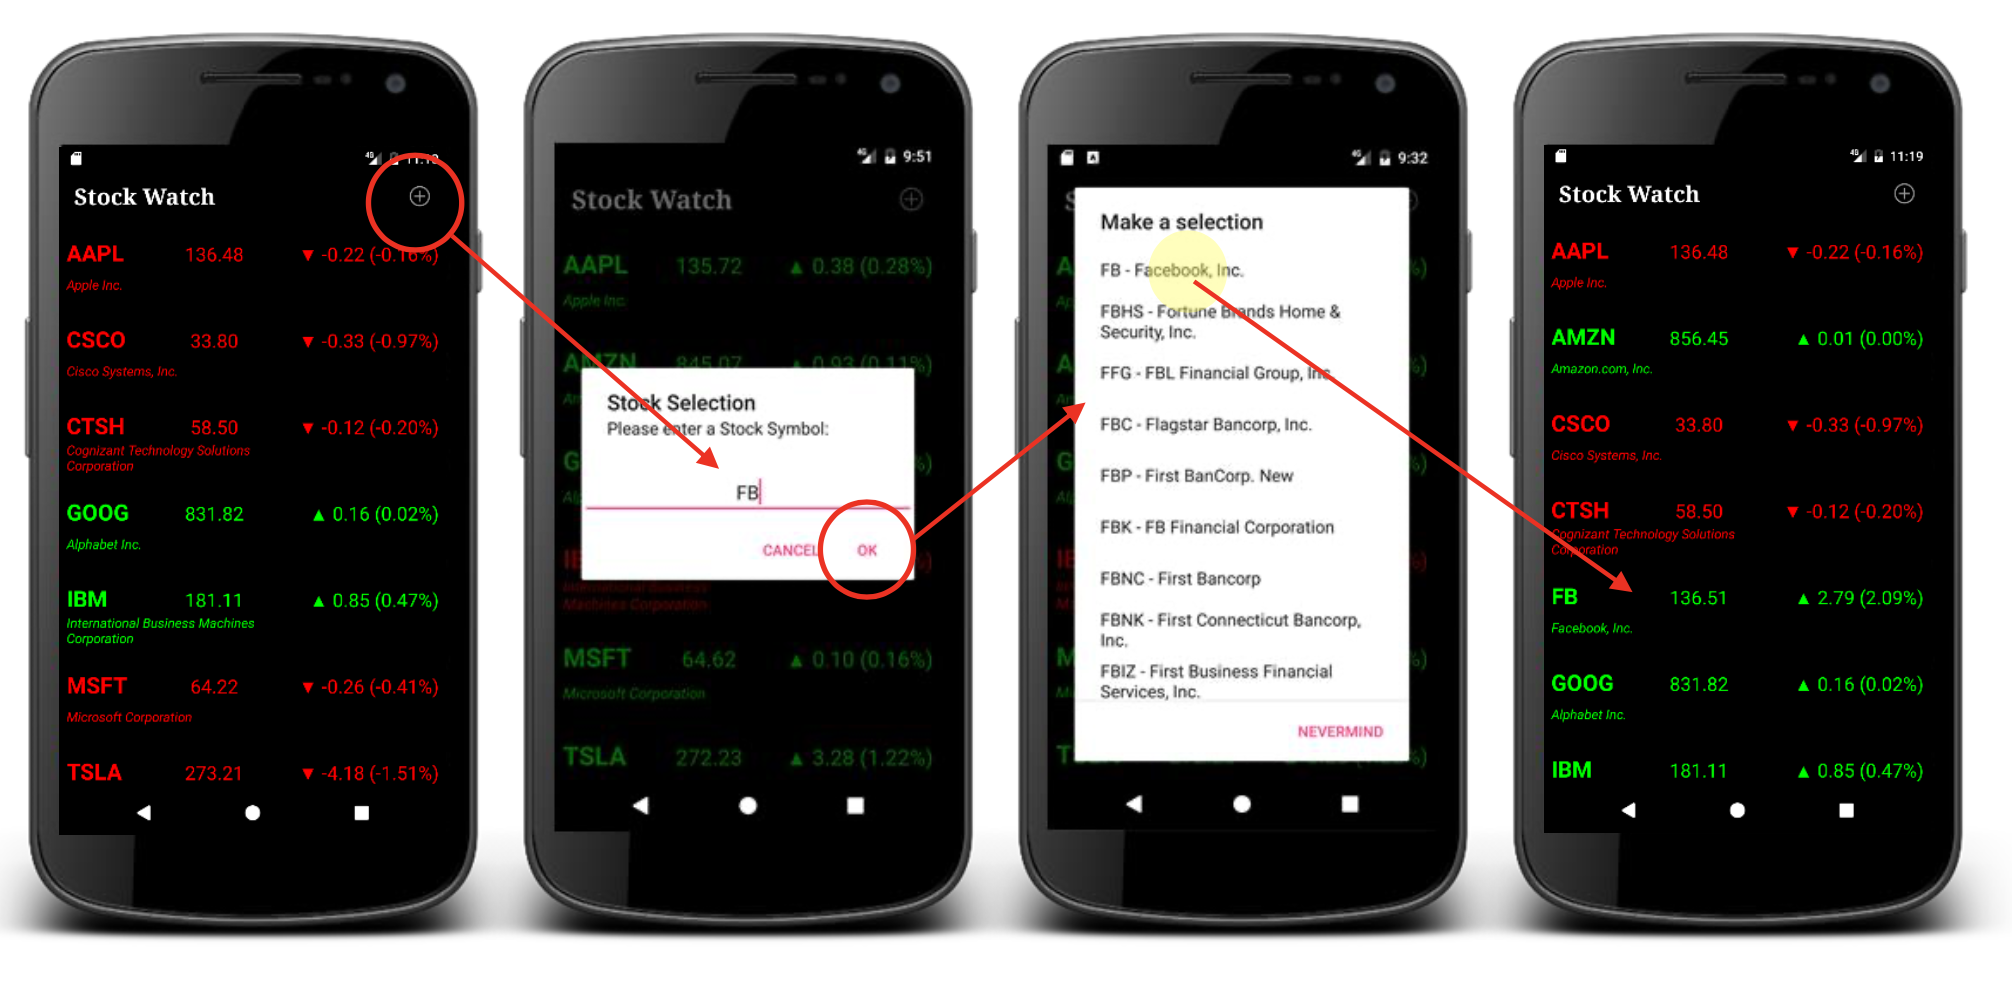 11:19
Stock Watch
AAPL 136.48 ▼ -0.22 (-0.16%)
Apple Inc.
CSCO 33.80 ▼ -0.33 (-0.97%)
Cisco Systems, Inc.
CTSH 58.50 ▼ -0.12 (-0.20%)
Cognizant Technology Solutions
Corporation
GOOG 831.82 ▲ 0.16 (0.02%)
Alphabet Inc.
IBM 181.11 ▲ 0.85 (0.47%)
International Business Machines
Corporation
MSFT 64.22 ▼ -0.26 (-0.41%)
Microsoft Corporation
TSLA 273.21 ▼ -4.18 (-1.51%)
4G 9:51
Stock Watch
AAPL 135.72 ▲ 0.38 (0.28%)
Apple Inc.
AMZN 845.07 ▲ 0.93 (0.11%)
Stock Selection
Please enter a Stock Symbol:
FB
CANCEL OK
International Business
Machines Corporation
MSFT 64.62 ▲ 0.10 (0.16%)
Microsoft Corporation
TSLA 272.23 ▲ 3.28 (1.22%)
4G 9:32
Make a selection
FB - Facebook, Inc.
FBHS - Fortune Brands Home &
Security, Inc.
FFG - FBL Financial Group, Inc.
FBC - Flagstar Bancorp, Inc.
FBP - First BanCorp. New
FBK - FB Financial Corporation
FBNC - First Bancorp
FBNK - First Connecticut Bancorp,
Inc.
FBIZ - First Business Financial
Services, Inc.
NEVERMIND
4G 11:19
Stock Watch
AAPL 136.48 ▼ -0.22 (-0.16%)
Apple Inc.
AMZN 856.45 ▲ 0.01 (0.00%)
Amazon.com, Inc.
CSCO 33.80 ▼ -0.33 (-0.97%)
Cisco Systems, Inc.
CTSH 58.50 ▼ -0.12 (-0.20%)
Cognizant Technology Solutions
Corporation
FB 136.51 ▲ 2.79 (2.09%)
Facebook, Inc.
GOOG 831.82 ▲ 0.16 (0.02%)
Alphabet Inc.
IBM 181.11 ▲ 0.85 (0.47%)